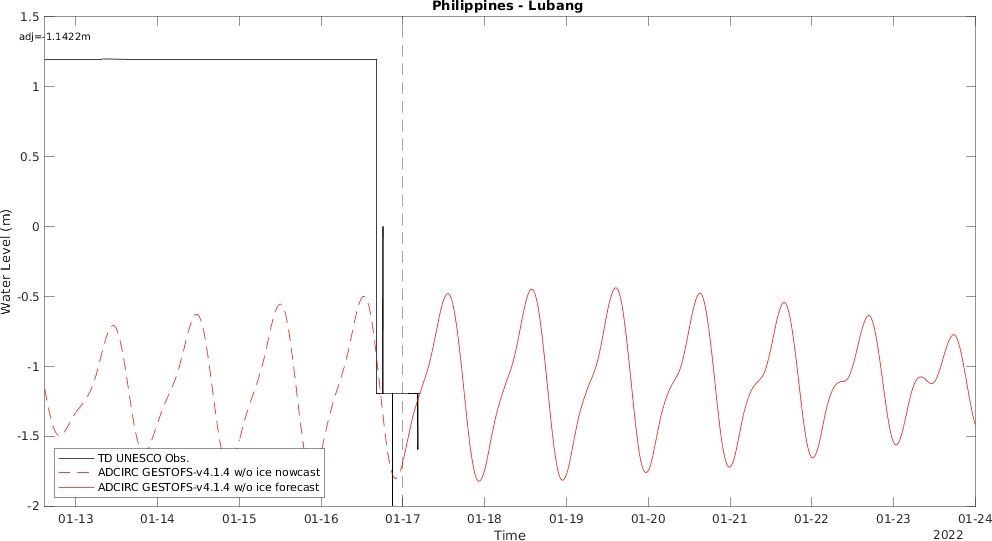 Philippines - Lubang
adj=-1.1422m
1.5
1
0.5
0
-0.5
-1
-1.5
-2
Water Level (m)
TD UNESCO Obs.
ADCIRC GESTOFS-v4.1.4 w/o ice nowcast
ADCIRC GESTOFS-v4.1.4 w/o ice forecast
01-13 01-14 01-15 01-16 01-17 01-18 01-19 01-20 01-21 01-22 01-23 01-24
Time
2022